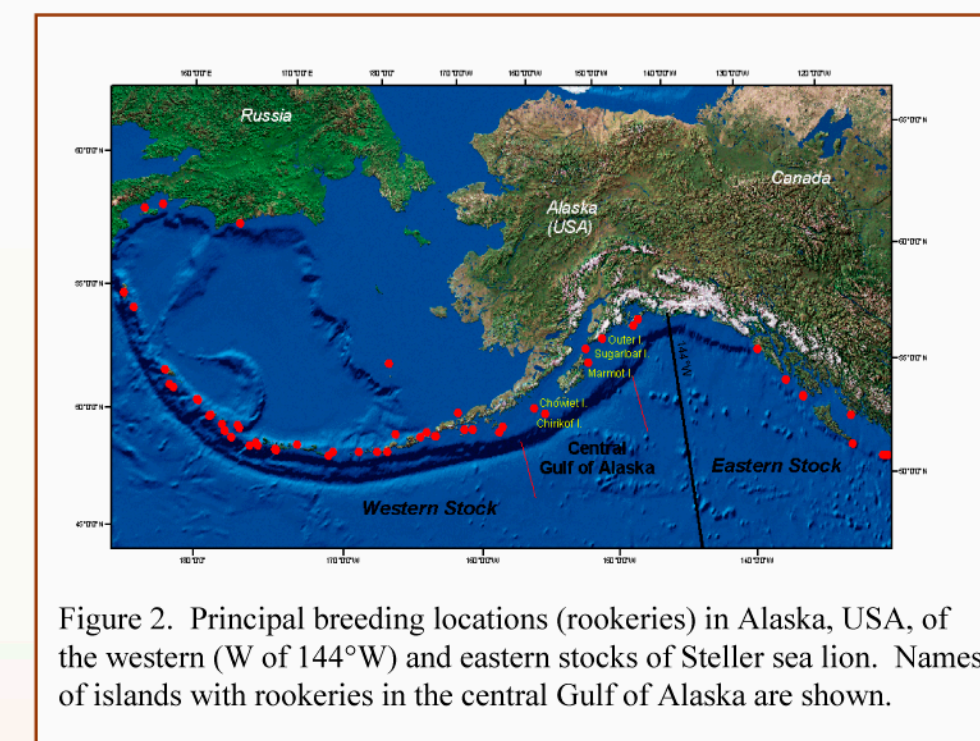 Russia
Canada
Alaska
(USA)
Outer I.
Sugarloaf I.
Marmot I.
144°W
Chowiet I.
Chirikof I.
Central
Gulf of Alaska
Eastern Stock
Western Stock
Figure 2. Principal breeding locations (rookeries) in Alaska, USA, of
the western (W of 144°W) and eastern stocks of Steller sea lion. Names
of islands with rookeries in the central Gulf of Alaska are shown.